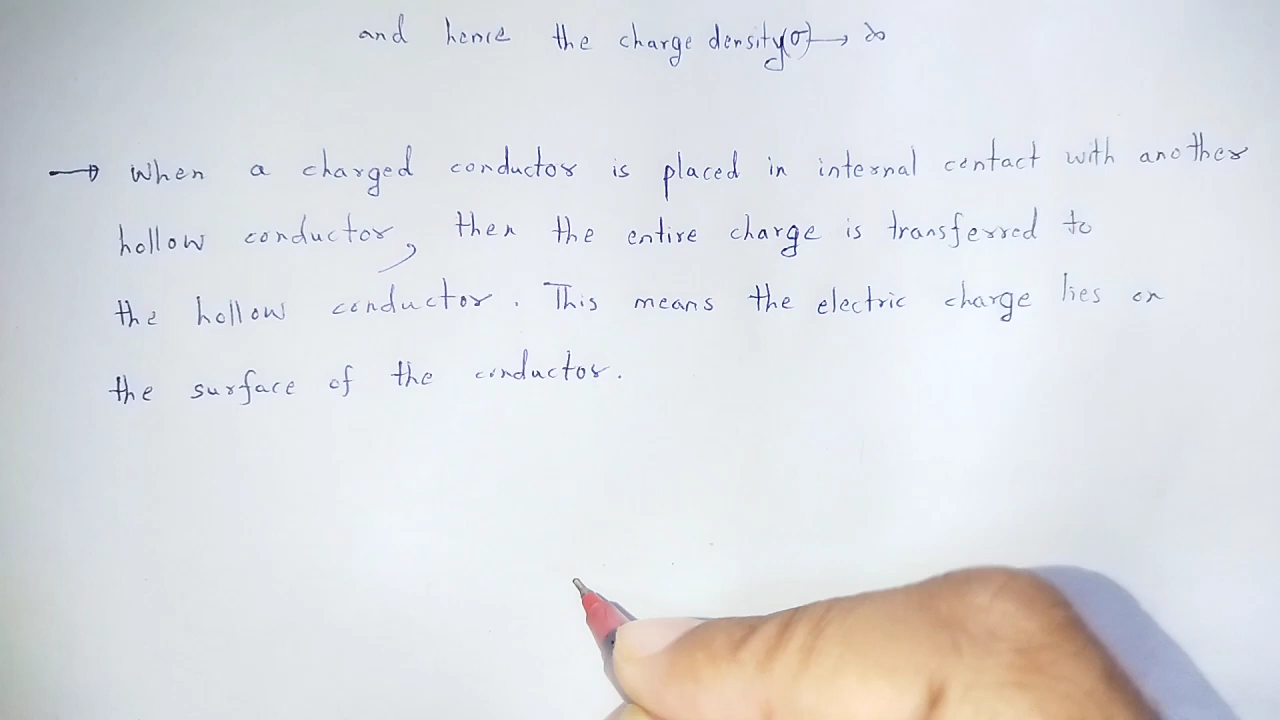 and hence the charge density(σ) → ∞
→ When a charged conductor is placed in internal contact with another
hollow conductor, then the entire charge is transferred to
the hollow conductor. This means the electric charge lies on
the surface of the conductor.